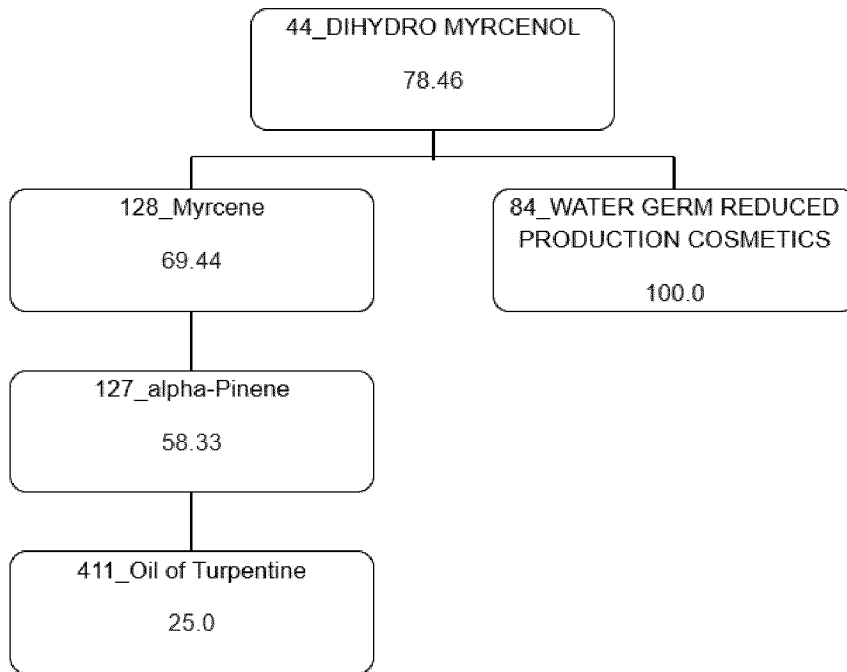 44_DIHYDRO MYRCENOL
78.46
128_Myrcene
69.44
84_WATER GERM REDUCED
PRODUCTION COSMETICS
100.0
127_alpha-Pinene
58.33
411_Oil of Turpentine
25.0